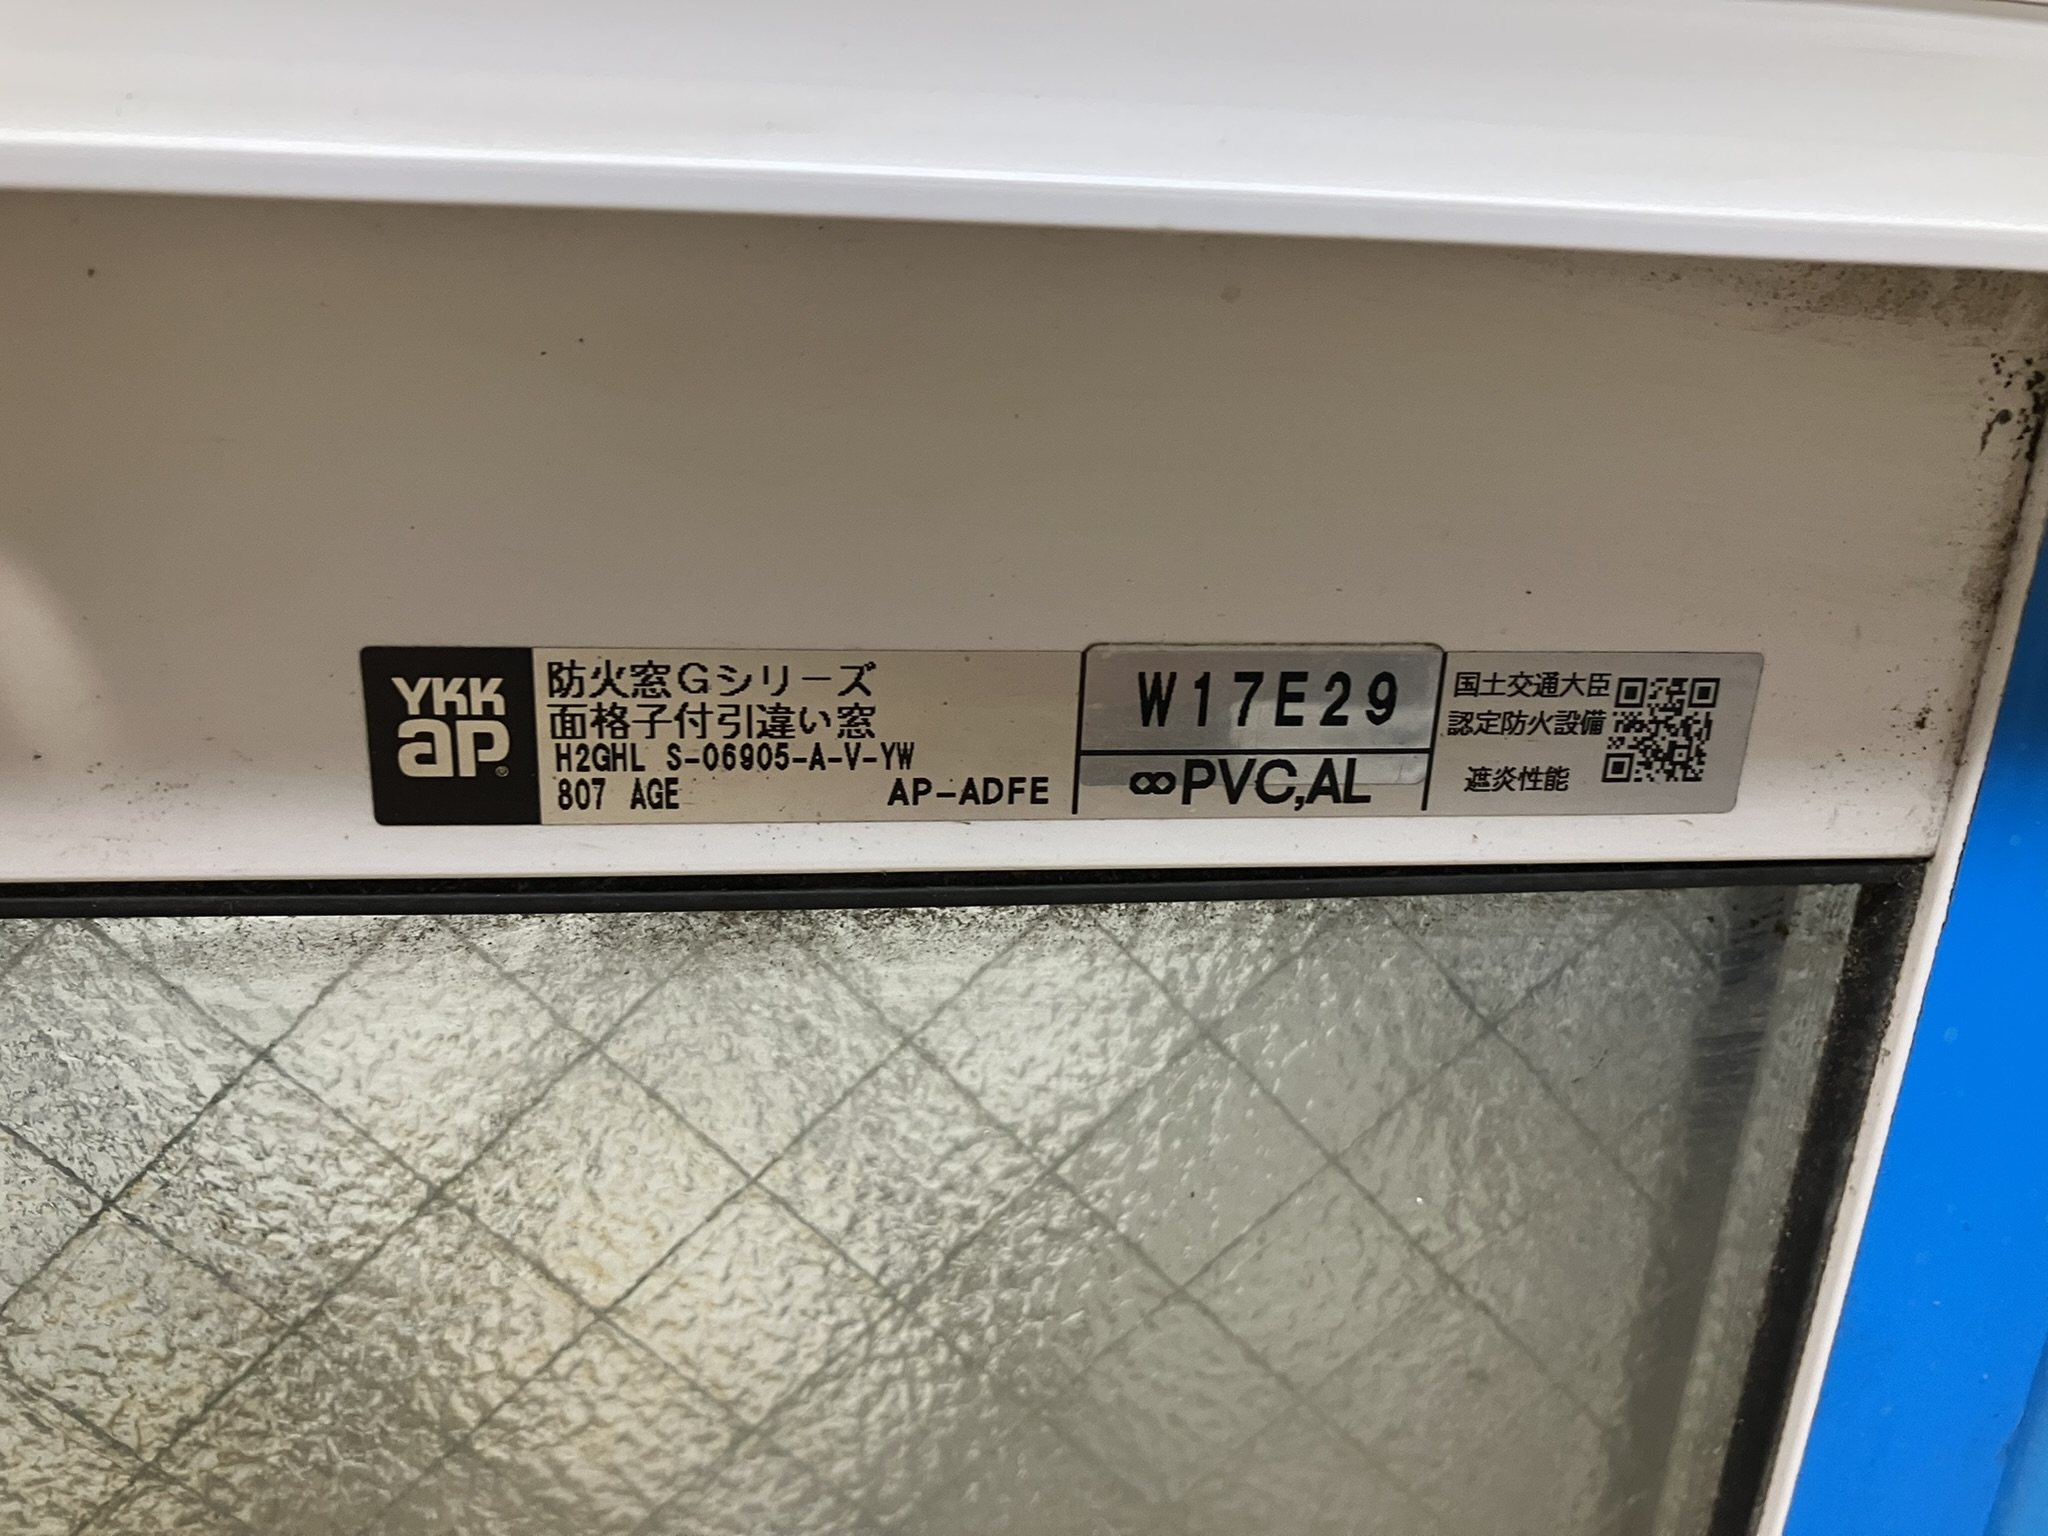 YKK
ap®
防火窓Gシリーズ
面格子付引違い窓
H2GHL S-06905-A-V-YW
807 AGE AP-ADFE
W17E29
∞PVC,AL
国土交通大臣
認定防火設備
遮炎性能